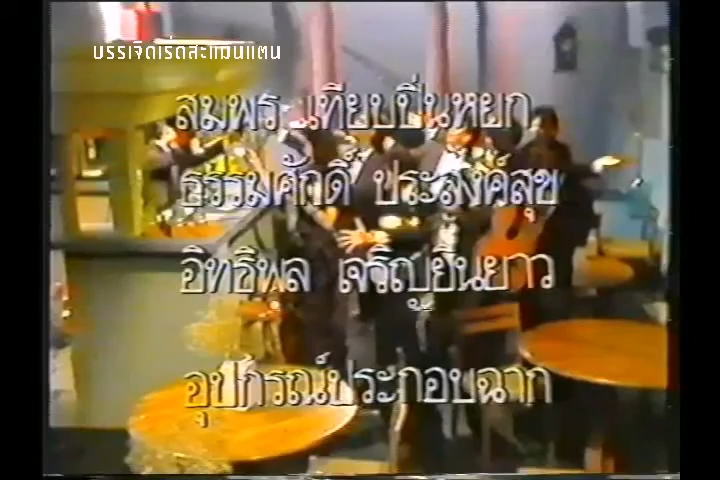 บรรเจิดเริ่ดสะแมนแตน
สมพร เทียบปิ่นหยก
ธรรมศักดิ์ ประสงค์สุข
อิทธิพล เจริญยั่นยาว
อุปกรณ์ประกอบฉาก